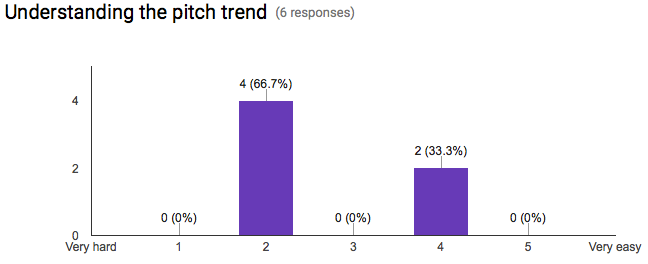 Understanding the pitch trend (6 responses)
4 (66.7%)
4
2 (33.3%)
2
0 (0%) 0 (0%) 0 (0%)
0
Very hard 1 2 3 4 5 Very easy